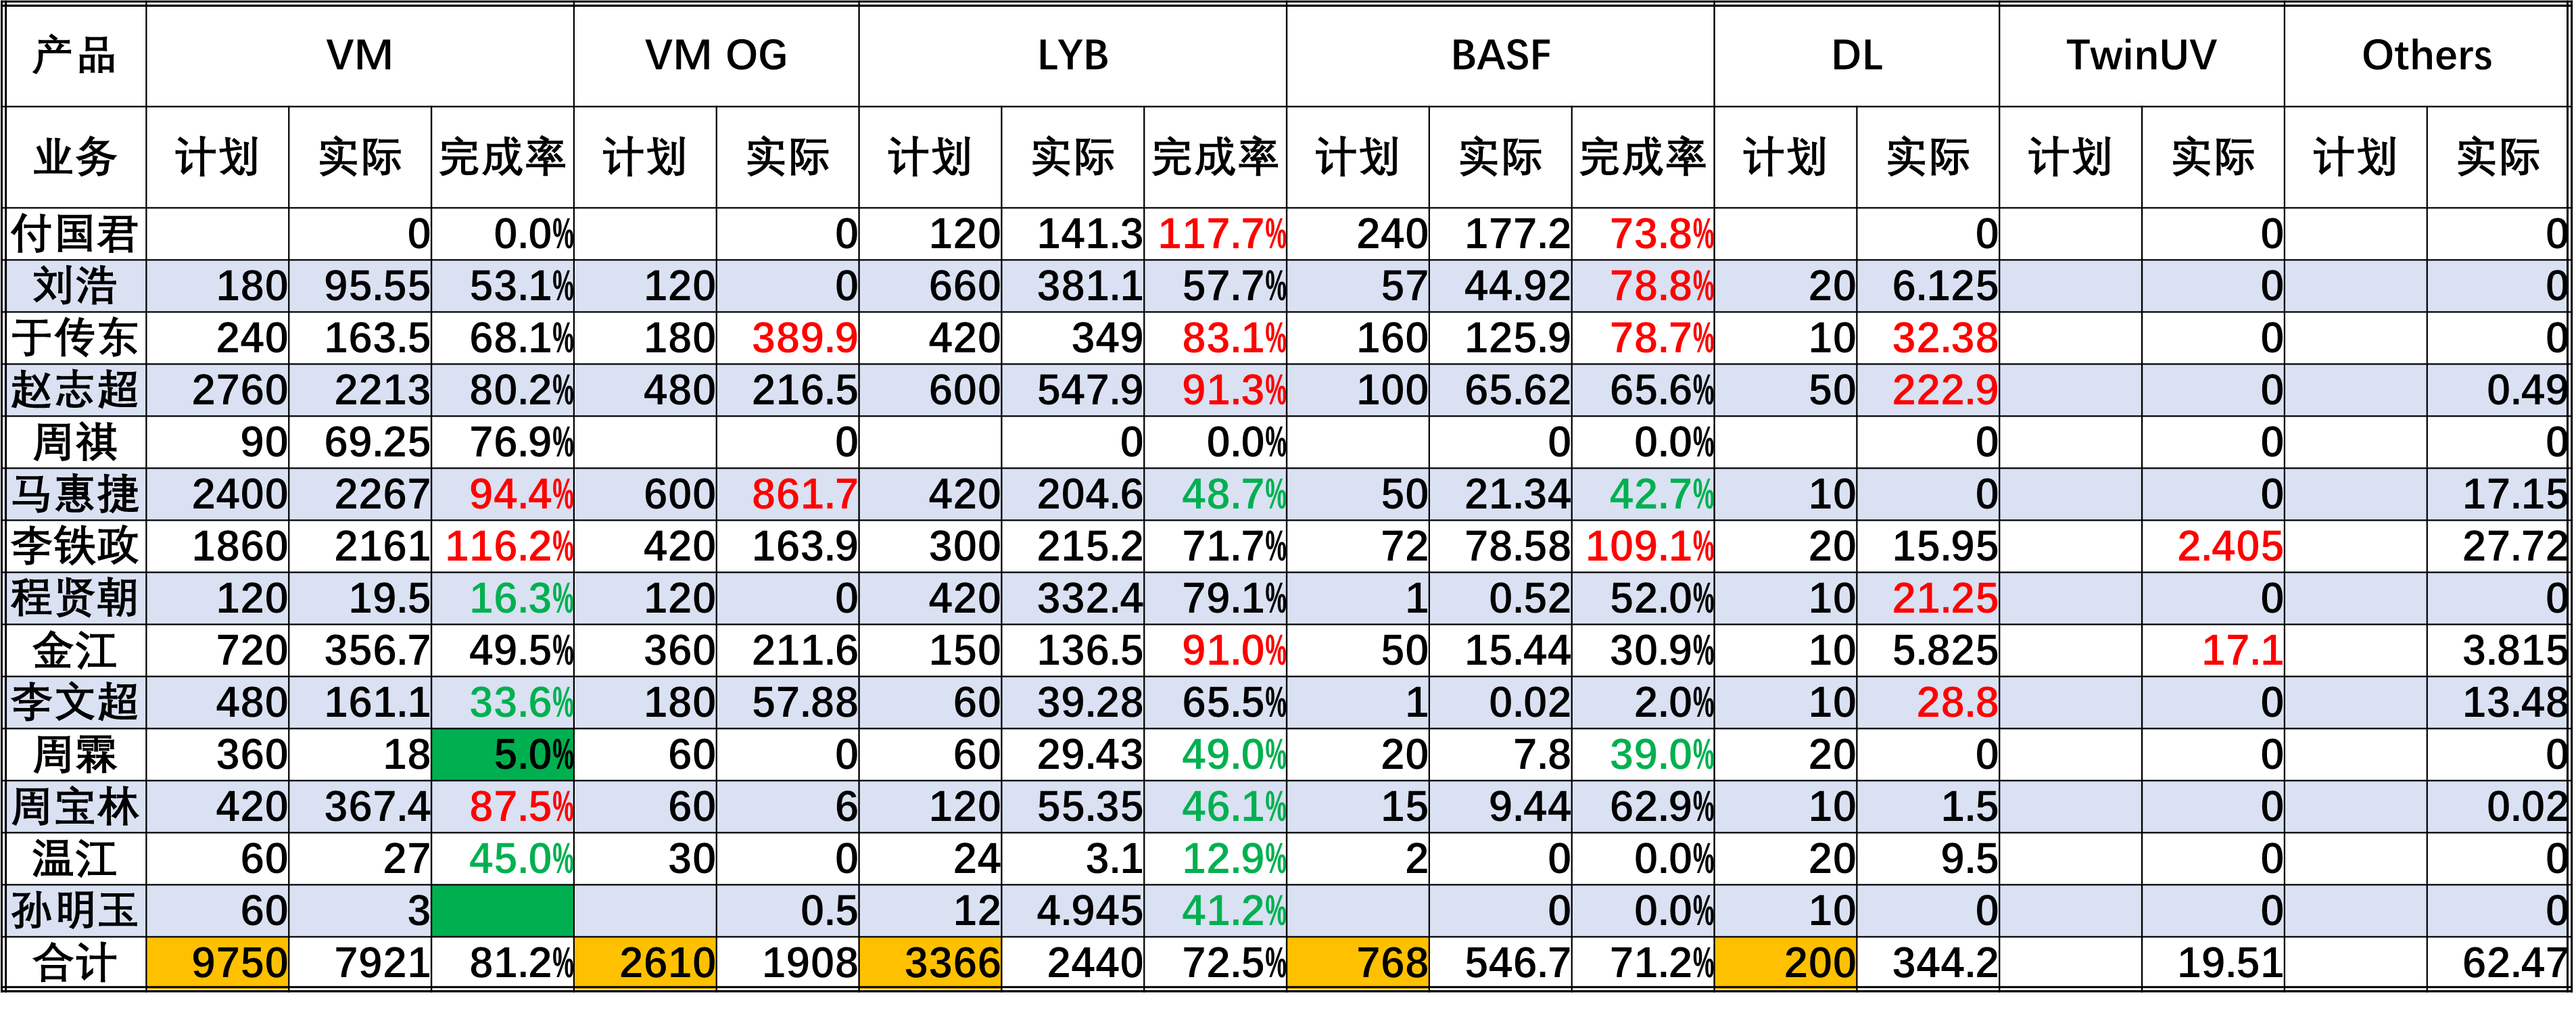 产品 VM VM OG LYB BASF DL TwinUV Others
业务 计划 实际 完成率 计划 实际 计划 实际 完成率 计划 实际 完成率 计划 实际 计划 实际 计划 实际
付国君 0 0.0% 0 120 141.3 117.7% 240 177.2 73.8% 0 0 0
刘浩 180 95.55 53.1% 120 0 660 381.1 57.7% 57 44.92 78.8% 20 6.125 0 0
于传东 240 163.5 68.1% 180 389.9 420 349 83.1% 160 125.9 78.7% 10 32.38 0 0
赵志超 2760 2213 80.2% 480 216.5 600 547.9 91.3% 100 65.62 65.6% 50 222.9 0 0.49
周祺 90 69.25 76.9% 0 0 0.0% 0 0.0% 0 0 0
马惠捷 2400 2267 94.4% 600 861.7 420 204.6 48.7% 50 21.34 42.7% 10 0 0 17.15
李铁政 1860 2161 116.2% 420 163.9 300 215.2 71.7% 72 78.58 109.1% 20 15.95 2.405 27.72
程贤朝 120 19.5 16.3% 120 0 420 332.4 79.1% 1 0.52 52.0% 10 21.25 0 0
金江 720 356.7 49.5% 360 211.6 150 136.5 91.0% 50 15.44 30.9% 10 5.825 17.1 3.815
李文超 480 161.1 33.6% 180 57.88 60 39.28 65.5% 1 0.02 2.0% 10 28.8 0 13.48
周霖 360 18 5.0% 60 0 60 29.43 49.0% 20 7.8 39.0% 20 0 0 0
周宝林 420 367.4 87.5% 60 6 120 55.35 46.1% 15 9.44 62.9% 10 1.5 0 0.02
温江 60 27 45.0% 30 0 24 3.1 12.9% 2 0 0.0% 20 9.5 0 0
孙明玉 60 3 0.5 12 4.945 41.2% 0 0.0% 10 0 0 0
合计 9750 7921 81.2% 2610 1908 3366 2440 72.5% 768 546.7 71.2% 200 344.2 19.51 62.47